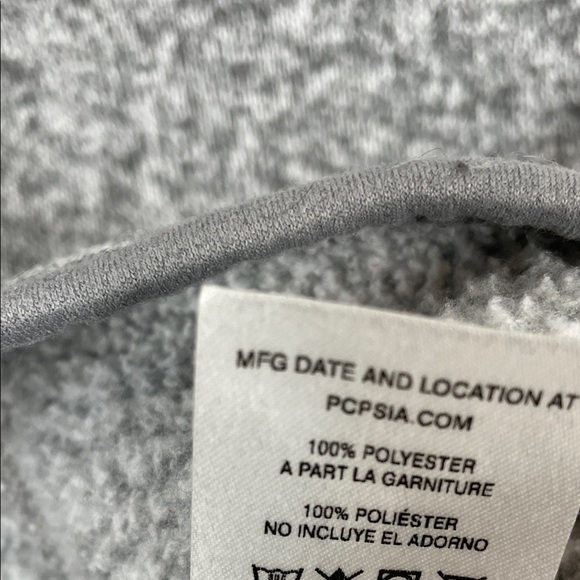 MFG DATE AND LOCATION AT
PCPSIA.COM
100% POLYESTER
A PART LA GARNITURE
100% POLIÉSTER
NO INCLUYE EL ADORNO